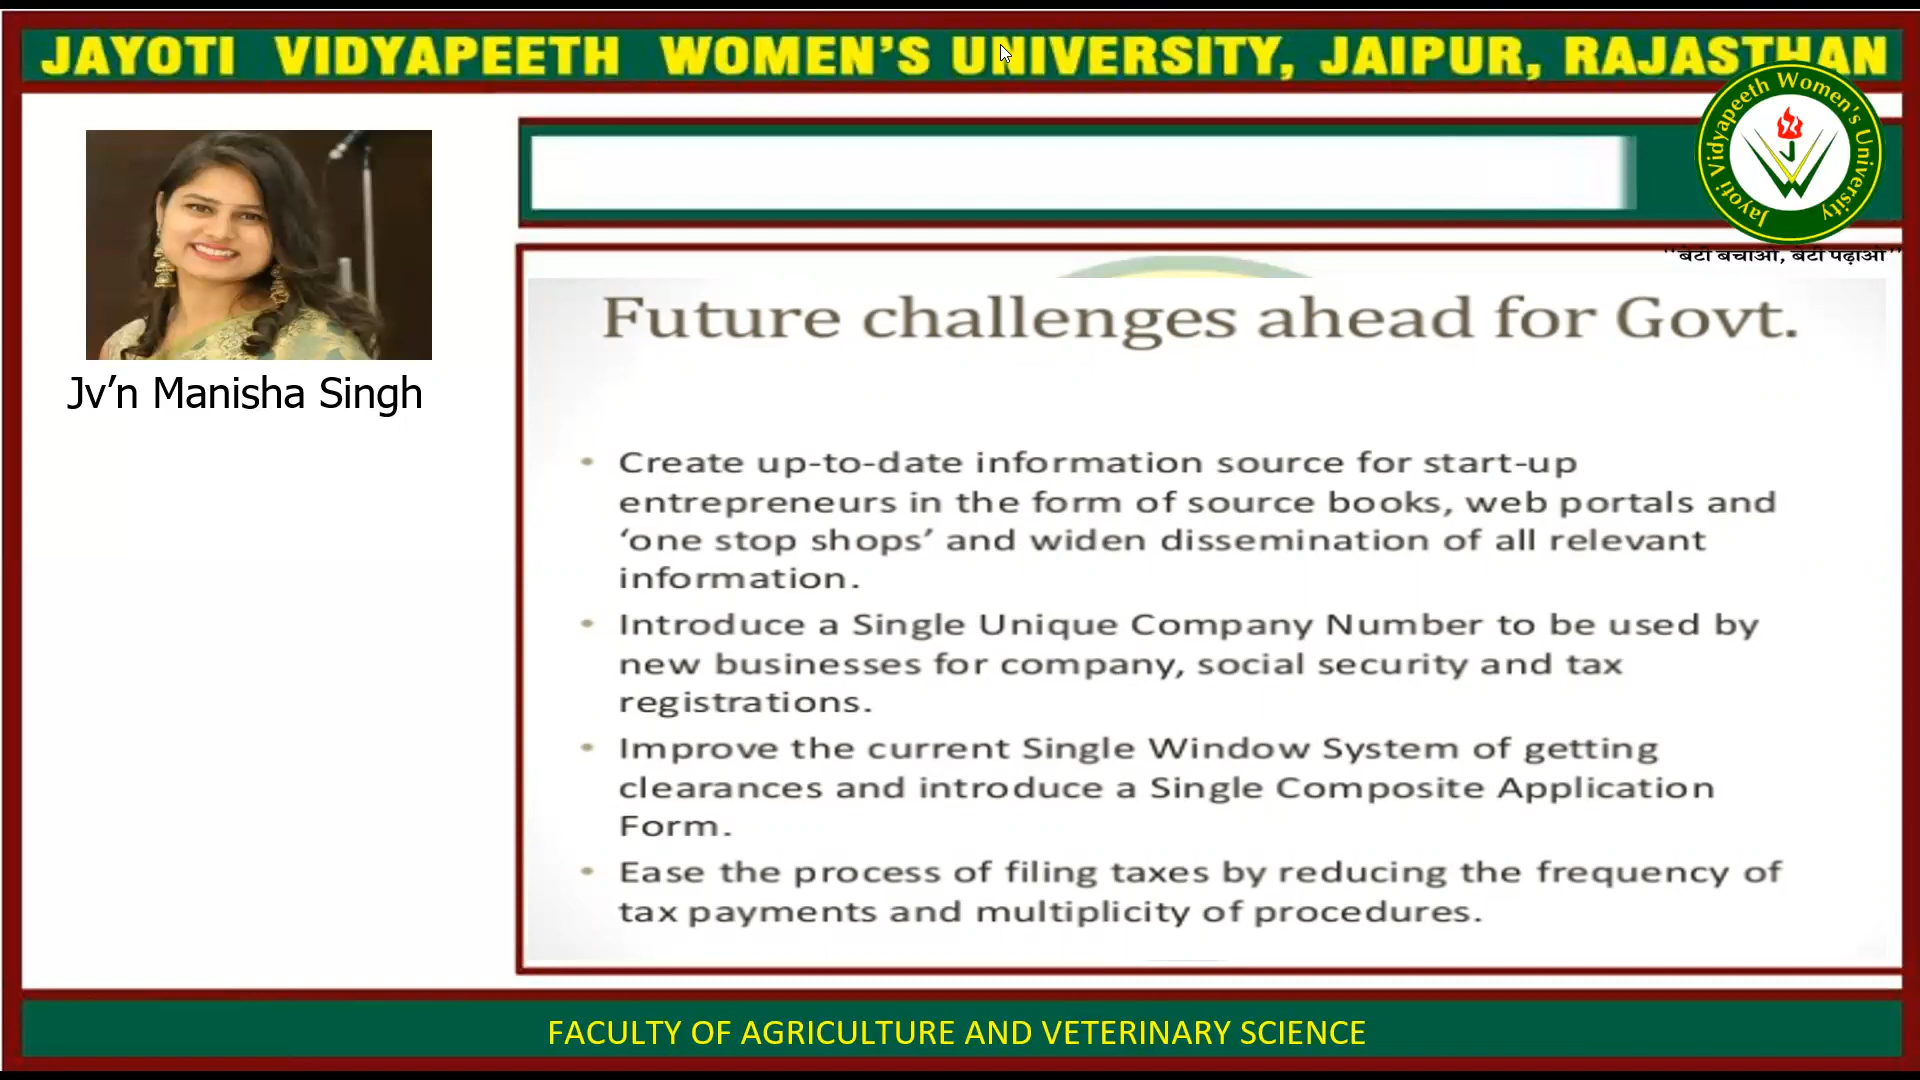 JAYOTI VIDYAPEETH WOMEN'S UNIVERSITY, JAIPUR, RAJASTHAN
Jayoti Vidyapeeth Women's University
''बेटी बचाओ, बेटी पढ़ाओ''
Jv'n Manisha Singh
Future challenges ahead for Govt.
• Create up-to-date information source for start-up
entrepreneurs in the form of source books, web portals and
‘one stop shops’ and widen dissemination of all relevant
information.
• Introduce a Single Unique Company Number to be used by
new businesses for company, social security and tax
registrations.
• Improve the current Single Window System of getting
clearances and introduce a Single Composite Application
Form.
• Ease the process of filing taxes by reducing the frequency of
tax payments and multiplicity of procedures.
FACULTY OF AGRICULTURE AND VETERINARY SCIENCE